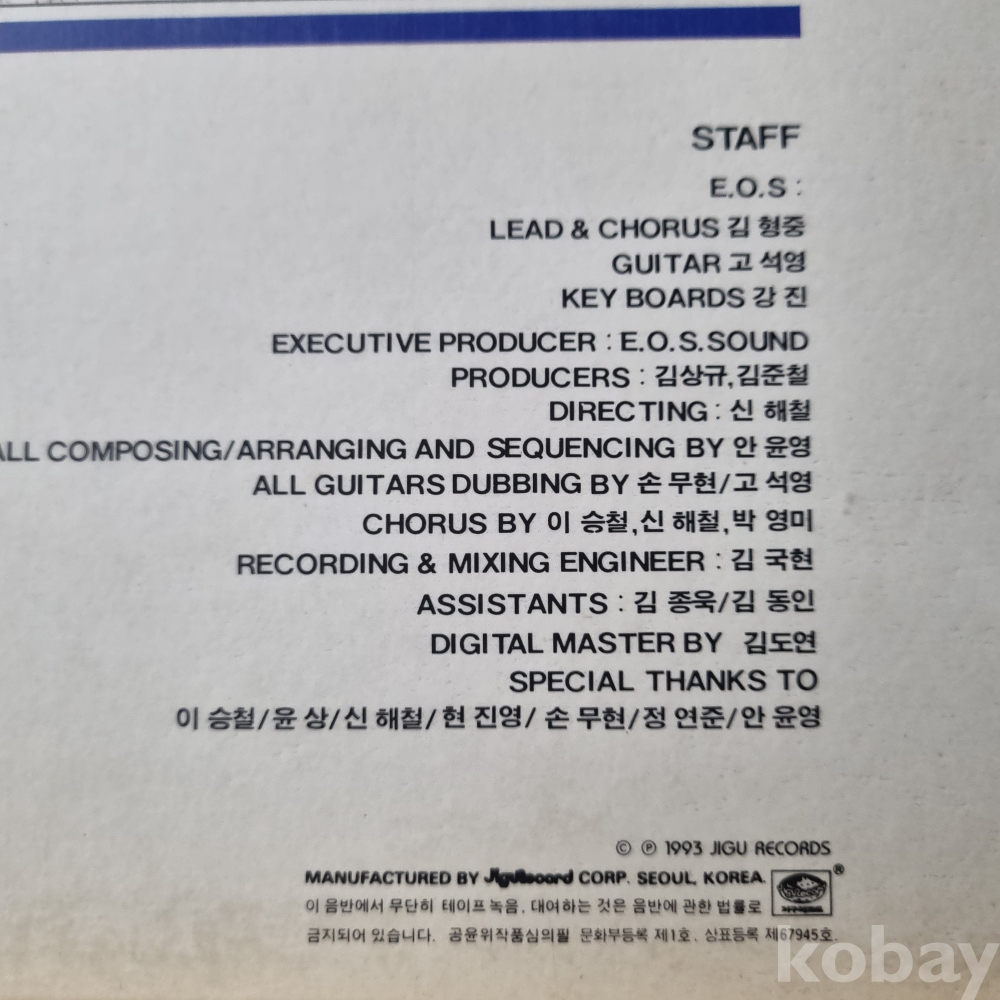 STAFF
E.O.S :
LEAD & CHORUS 김 형중
GUITAR 고 석영
KEY BOARDS 강 진
EXECUTIVE PRODUCER : E.O.S.SOUND
PRODUCERS : 김상규,김준철
DIRECTING : 신 해철
ALL COMPOSING/ARRANGING AND SEQUENCING BY 안 윤영
ALL GUITARS DUBBING BY 손 무현/고 석영
CHORUS BY 이 승철,신 해철,박 영미
RECORDING & MIXING ENGINEER : 김 국현
ASSISTANTS : 김 종욱/김 동인
DIGITAL MASTER BY 김도연
SPECIAL THANKS TO
이 승철/윤 상/신 해철/현 진영/ 손 무현/정 연준/안 윤영
© ℗ 1993 JIGU RECORDS
MANUFACTURED BY JiguRecord CORP. SEOUL, KOREA. ®
이 음반에서 무단히 테이프녹음, 대여하는 것은 음반에 관한 법률로
금지되어 있습니다. 공윤위작품심의필 문화부등록 제1호, 상표등록 제67945호.
kobay